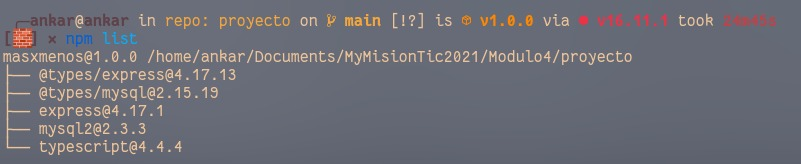 ╭─ankar@ankar in repo: proyecto on main [!?] is v1.0.0 via v16.11.1 took 24m45s
[🧱] × npm list
masxmenos@1.0.0 /home/ankar/Documents/MyMisionTic2021/Modulo4/proyecto
├── @types/express@4.17.13
├── @types/mysql@2.15.19
├── express@4.17.1
├── mysql2@2.3.3
└── typescript@4.4.4